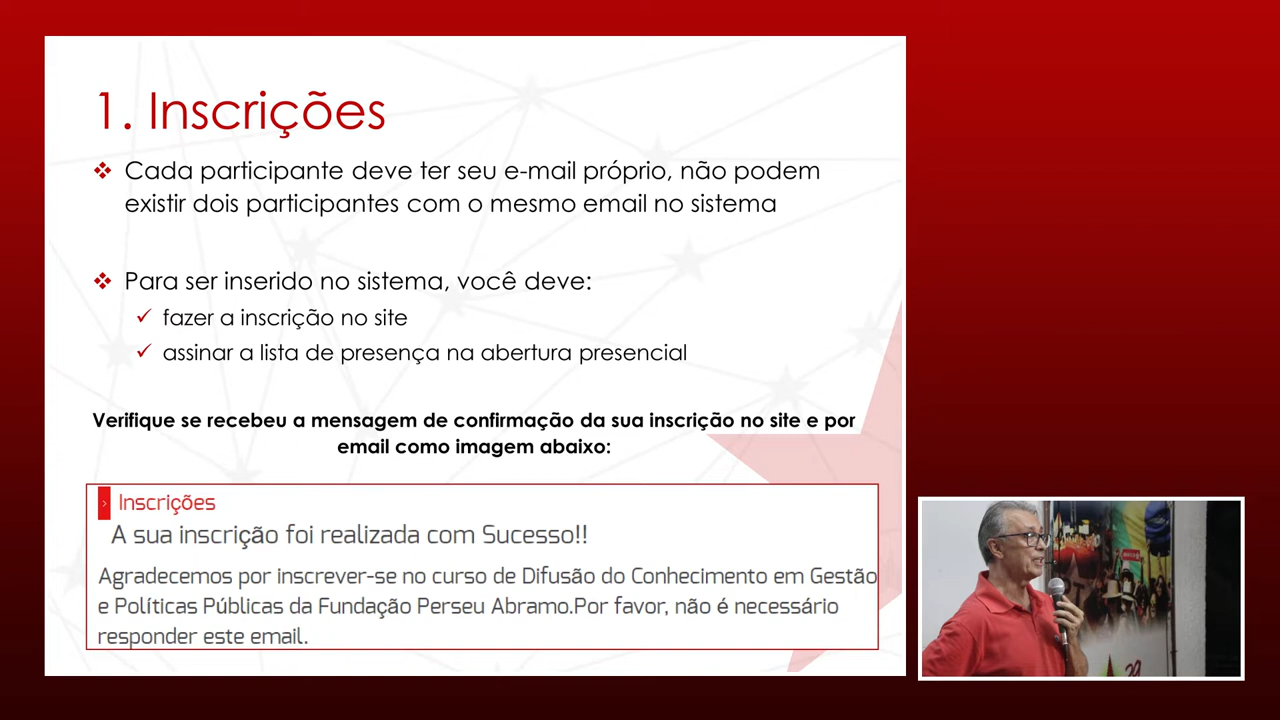 1. Inscrições
Cada participante deve ter seu e-mail próprio, não podem
existir dois participantes com o mesmo email no sistema
Para ser inserido no sistema, você deve:
fazer a inscrição no site
assinar a lista de presença na abertura presencial
Verifique se recebeu a mensagem de confirmação da sua inscrição no site e por
email como imagem abaixo:
Inscrições
A sua inscrição foi realizada com Sucesso!!
Agradecemos por inscrever-se no curso de Difusão do Conhecimento em Gestão
e Políticas Públicas da Fundação Perseu Abramo.Por favor, não é necessário
responder este email.